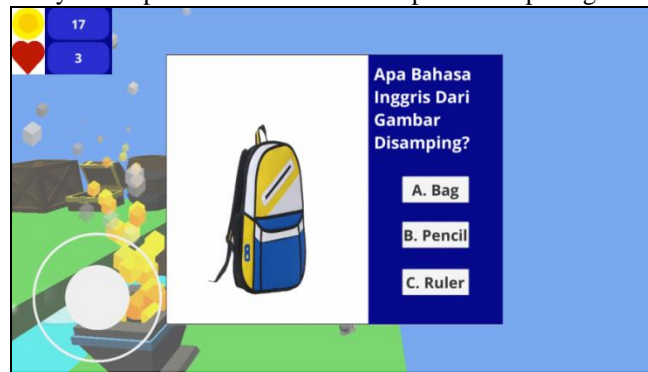 17
3
Apa Bahasa
Inggris Dari
Gambar
Disamping?
A. Bag
B. Pencil
C. Ruler